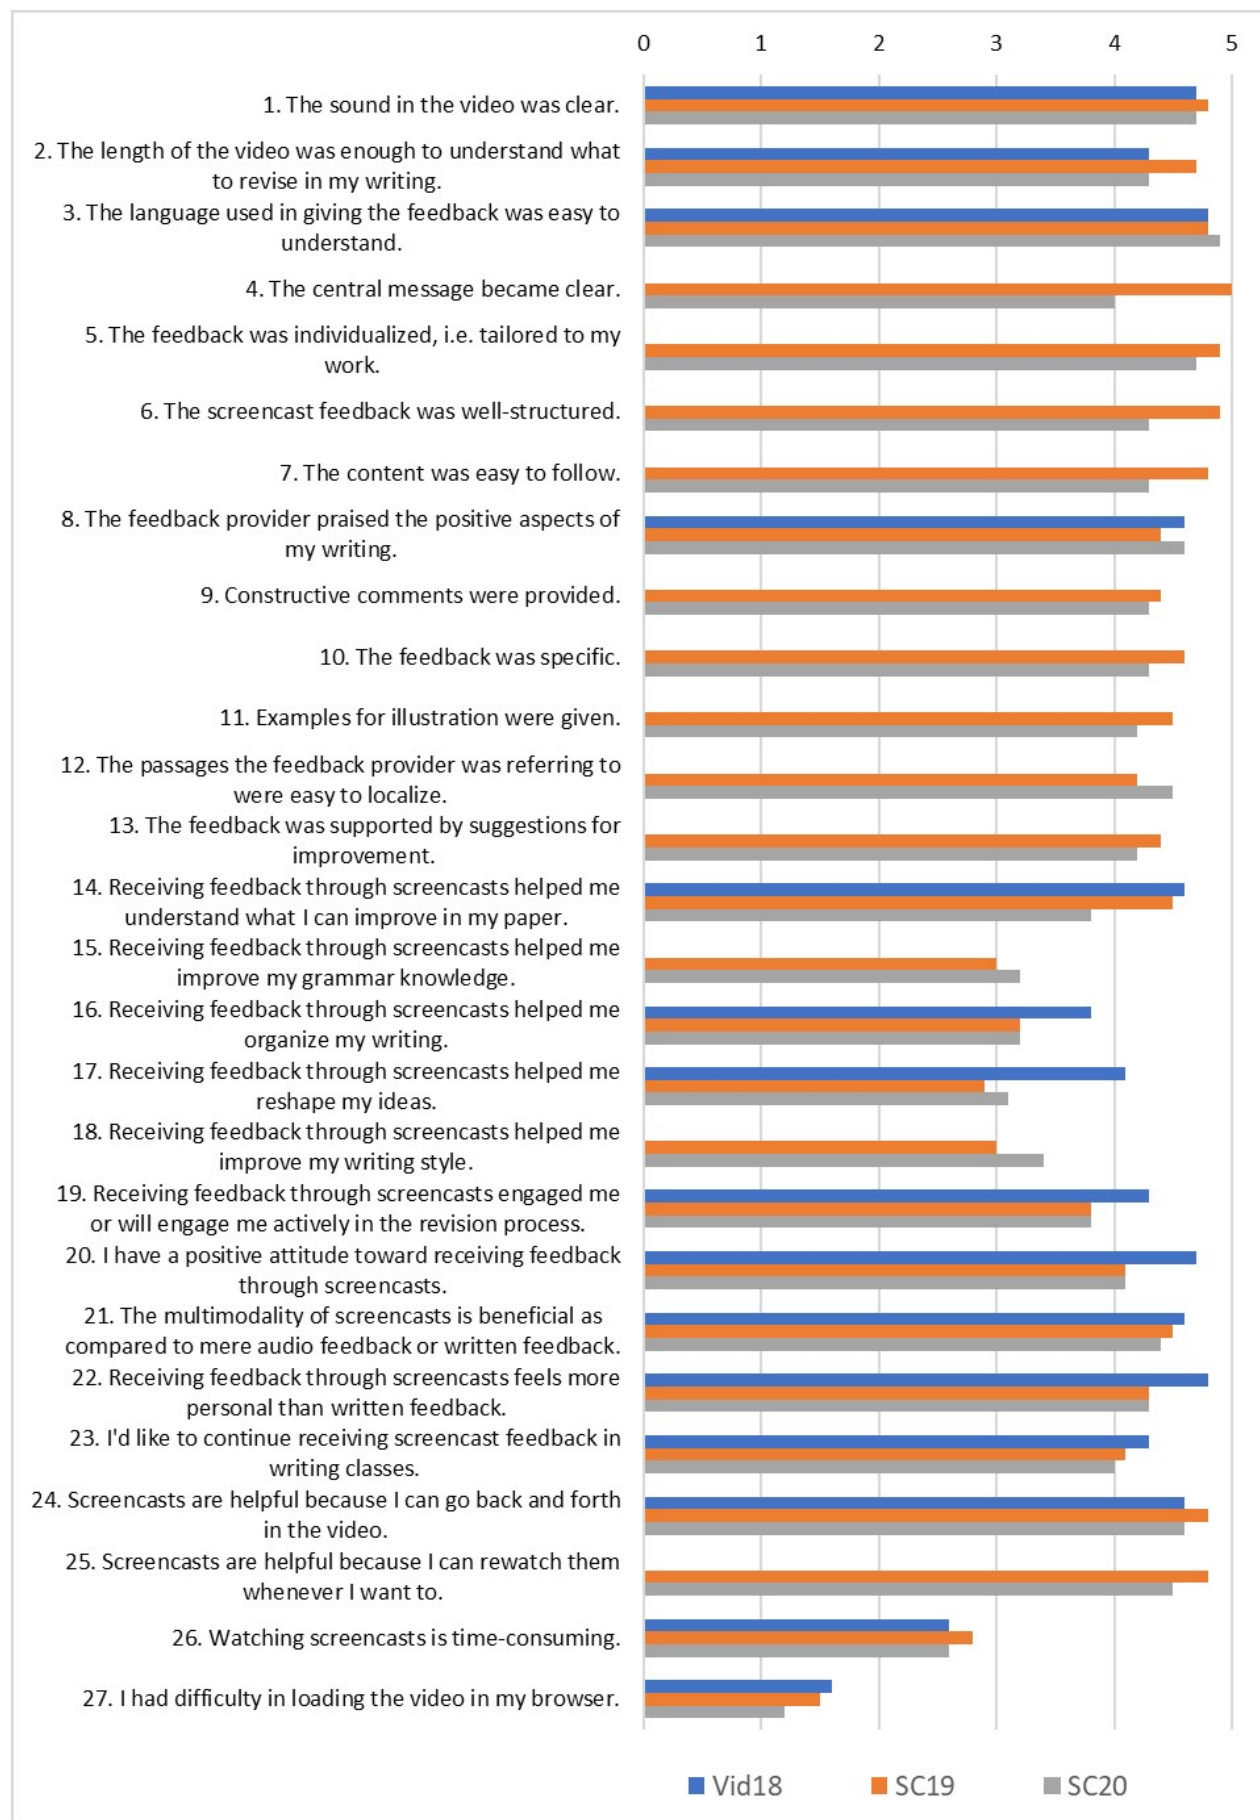 0 1 2 3 4 5
1. The sound in the video was clear.
2. The length of the video was enough to understand what
to revise in my writing.
3. The language used in giving the feedback was easy to
understand.
4. The central message became clear.
5. The feedback was individualized, i.e. tailored to my
work.
6. The screencast feedback was well-structured.
7. The content was easy to follow.
8. The feedback provider praised the positive aspects of
my writing.
9. Constructive comments were provided.
10. The feedback was specific.
11. Examples for illustration were given.
12. The passages the feedback provider was referring to
were easy to localize.
13. The feedback was supported by suggestions for
improvement.
14. Receiving feedback through screencasts helped me
understand what I can improve in my paper.
15. Receiving feedback through screencasts helped me
improve my grammar knowledge.
16. Receiving feedback through screencasts helped me
organize my writing.
17. Receiving feedback through screencasts helped me
reshape my ideas.
18. Receiving feedback through screencasts helped me
improve my writing style.
19. Receiving feedback through screencasts engaged me
or will engage me actively in the revision process.
20. I have a positive attitude toward receiving feedback
through screencasts.
21. The multimodality of screencasts is beneficial as
compared to mere audio feedback or written feedback.
22. Receiving feedback through screencasts feels more
personal than written feedback.
23. I'd like to continue receiving screencast feedback in
writing classes.
24. Screencasts are helpful because I can go back and forth
in the video.
25. Screencasts are helpful because I can rewatch them
whenever I want to.
26. Watching screencasts is time-consuming.
27. I had difficulty in loading the video in my browser.
Vid18 SC19 SC20